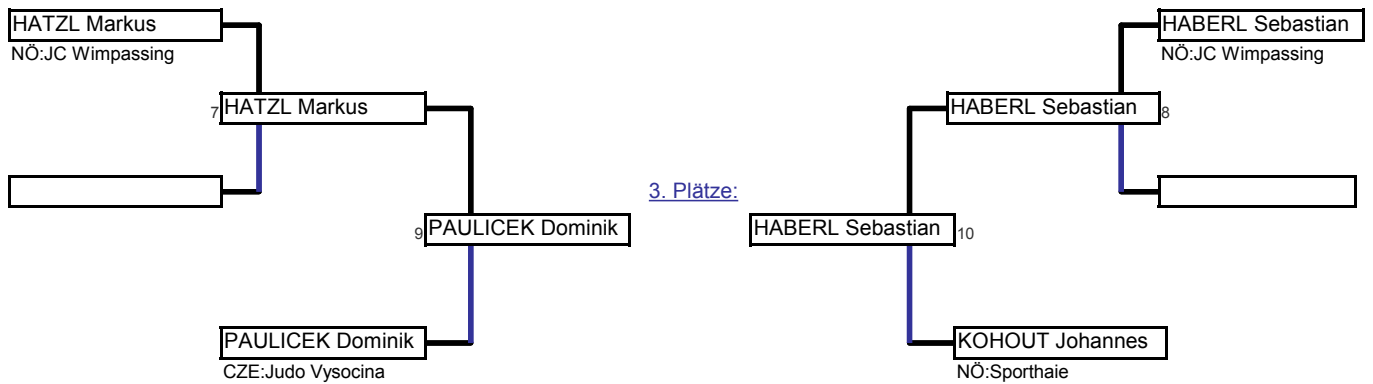 HATZL Markus
NÖ:JC Wimpassing
HABERL Sebastian
NÖ:JC Wimpassing
7 HATZL Markus
HABERL Sebastian 8
3. Plätze:
9 PAULICEK Dominik
HABERL Sebastian 10
PAULICEK Dominik
CZE:Judo Vysocina
KOHOUT Johannes
NÖ:Sporthaie